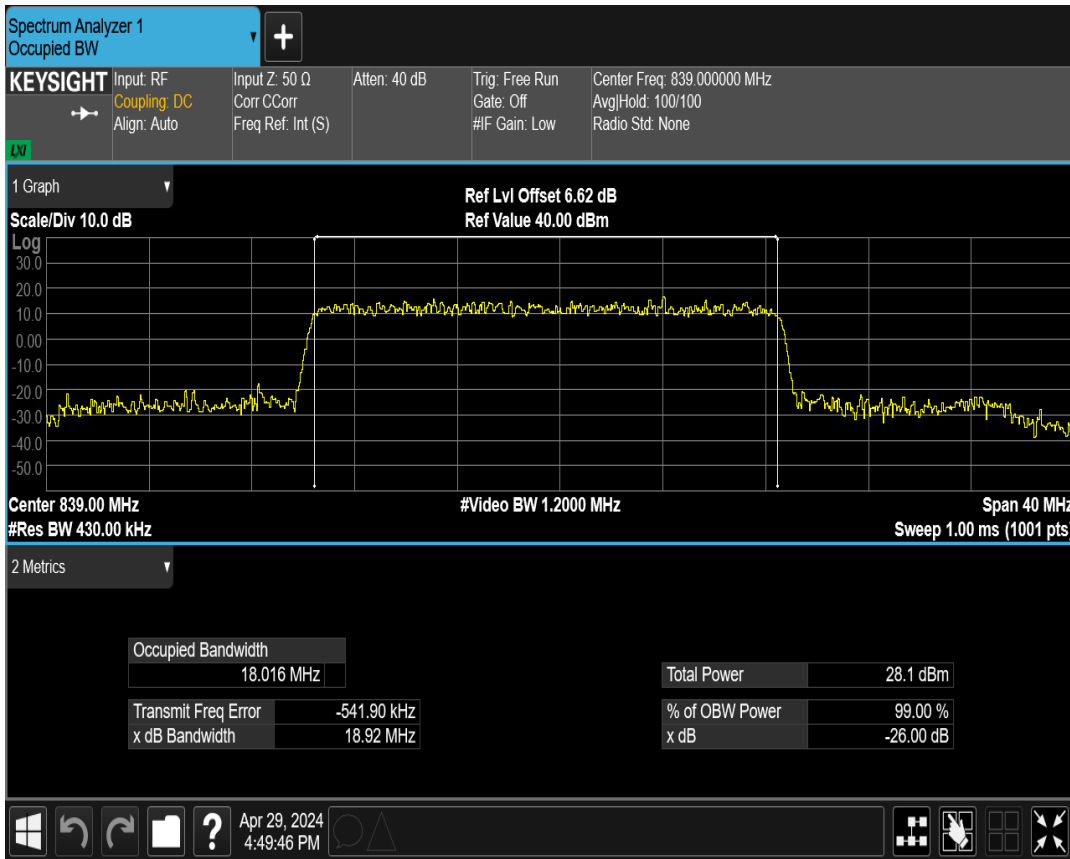 Spectrum Analyzer 1
Occupied BW
+
KEYSIGHT
LXI
Input: RF
Coupling: DC
Align: Auto
Input Z: 50 Ω
Corr CCorr
Freq Ref: Int (S)
Atten: 40 dB
Trig: Free Run
Gate: Off
#IF Gain: Low
Center Freq: 839.000000 MHz
Avg|Hold: 100/100
Radio Std: None
1 Graph
Scale/Div 10.0 dB
Ref Lvl Offset 6.62 dB
Ref Value 40.00 dBm
Log
30.0
20.0
10.0
0.00
-10.0
-20.0
-30.0
-40.0
-50.0
Center 839.00 MHz
#Video BW 1.2000 MHz
Span 40 MHz
#Res BW 430.00 kHz
Sweep 1.00 ms (1001 pts)
2 Metrics
Occupied Bandwidth
18.016 MHz
Total Power 28.1 dBm
Transmit Freq Error -541.90 kHz
% of OBW Power 99.00 %
x dB Bandwidth 18.92 MHz
x dB -26.00 dB
?
Apr 29, 2024
4:49:46 PM